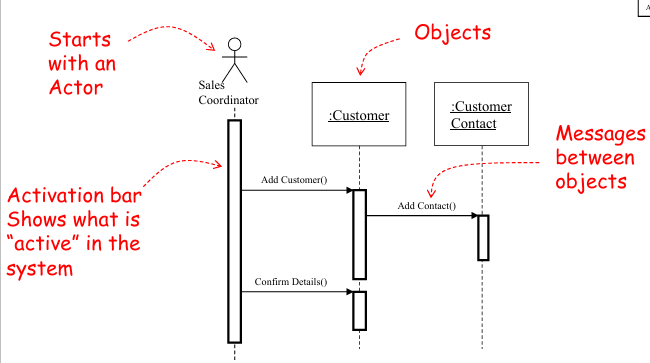 Starts
with an
Actor
Objects
Sales
Coordinator
:Customer
:Customer
Contact
Messages
between
objects
Activation bar
Shows what is
“active” in the
system
Add Customer()
Add Contact()
Confirm Details()